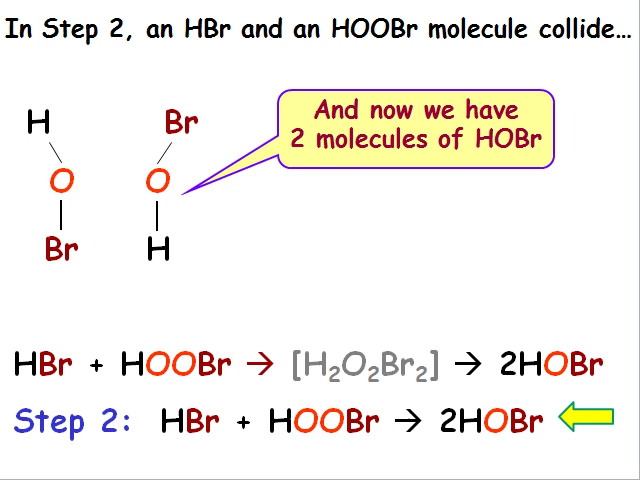 In Step 2, an HBr and an HOOBr molecule collide…
And now we have
2 molecules of HOBr
H Br
O O
Br H
HBr + HOOBr → [H₂O₂Br₂] → 2HOBr
Step 2: HBr + HOOBr → 2HOBr